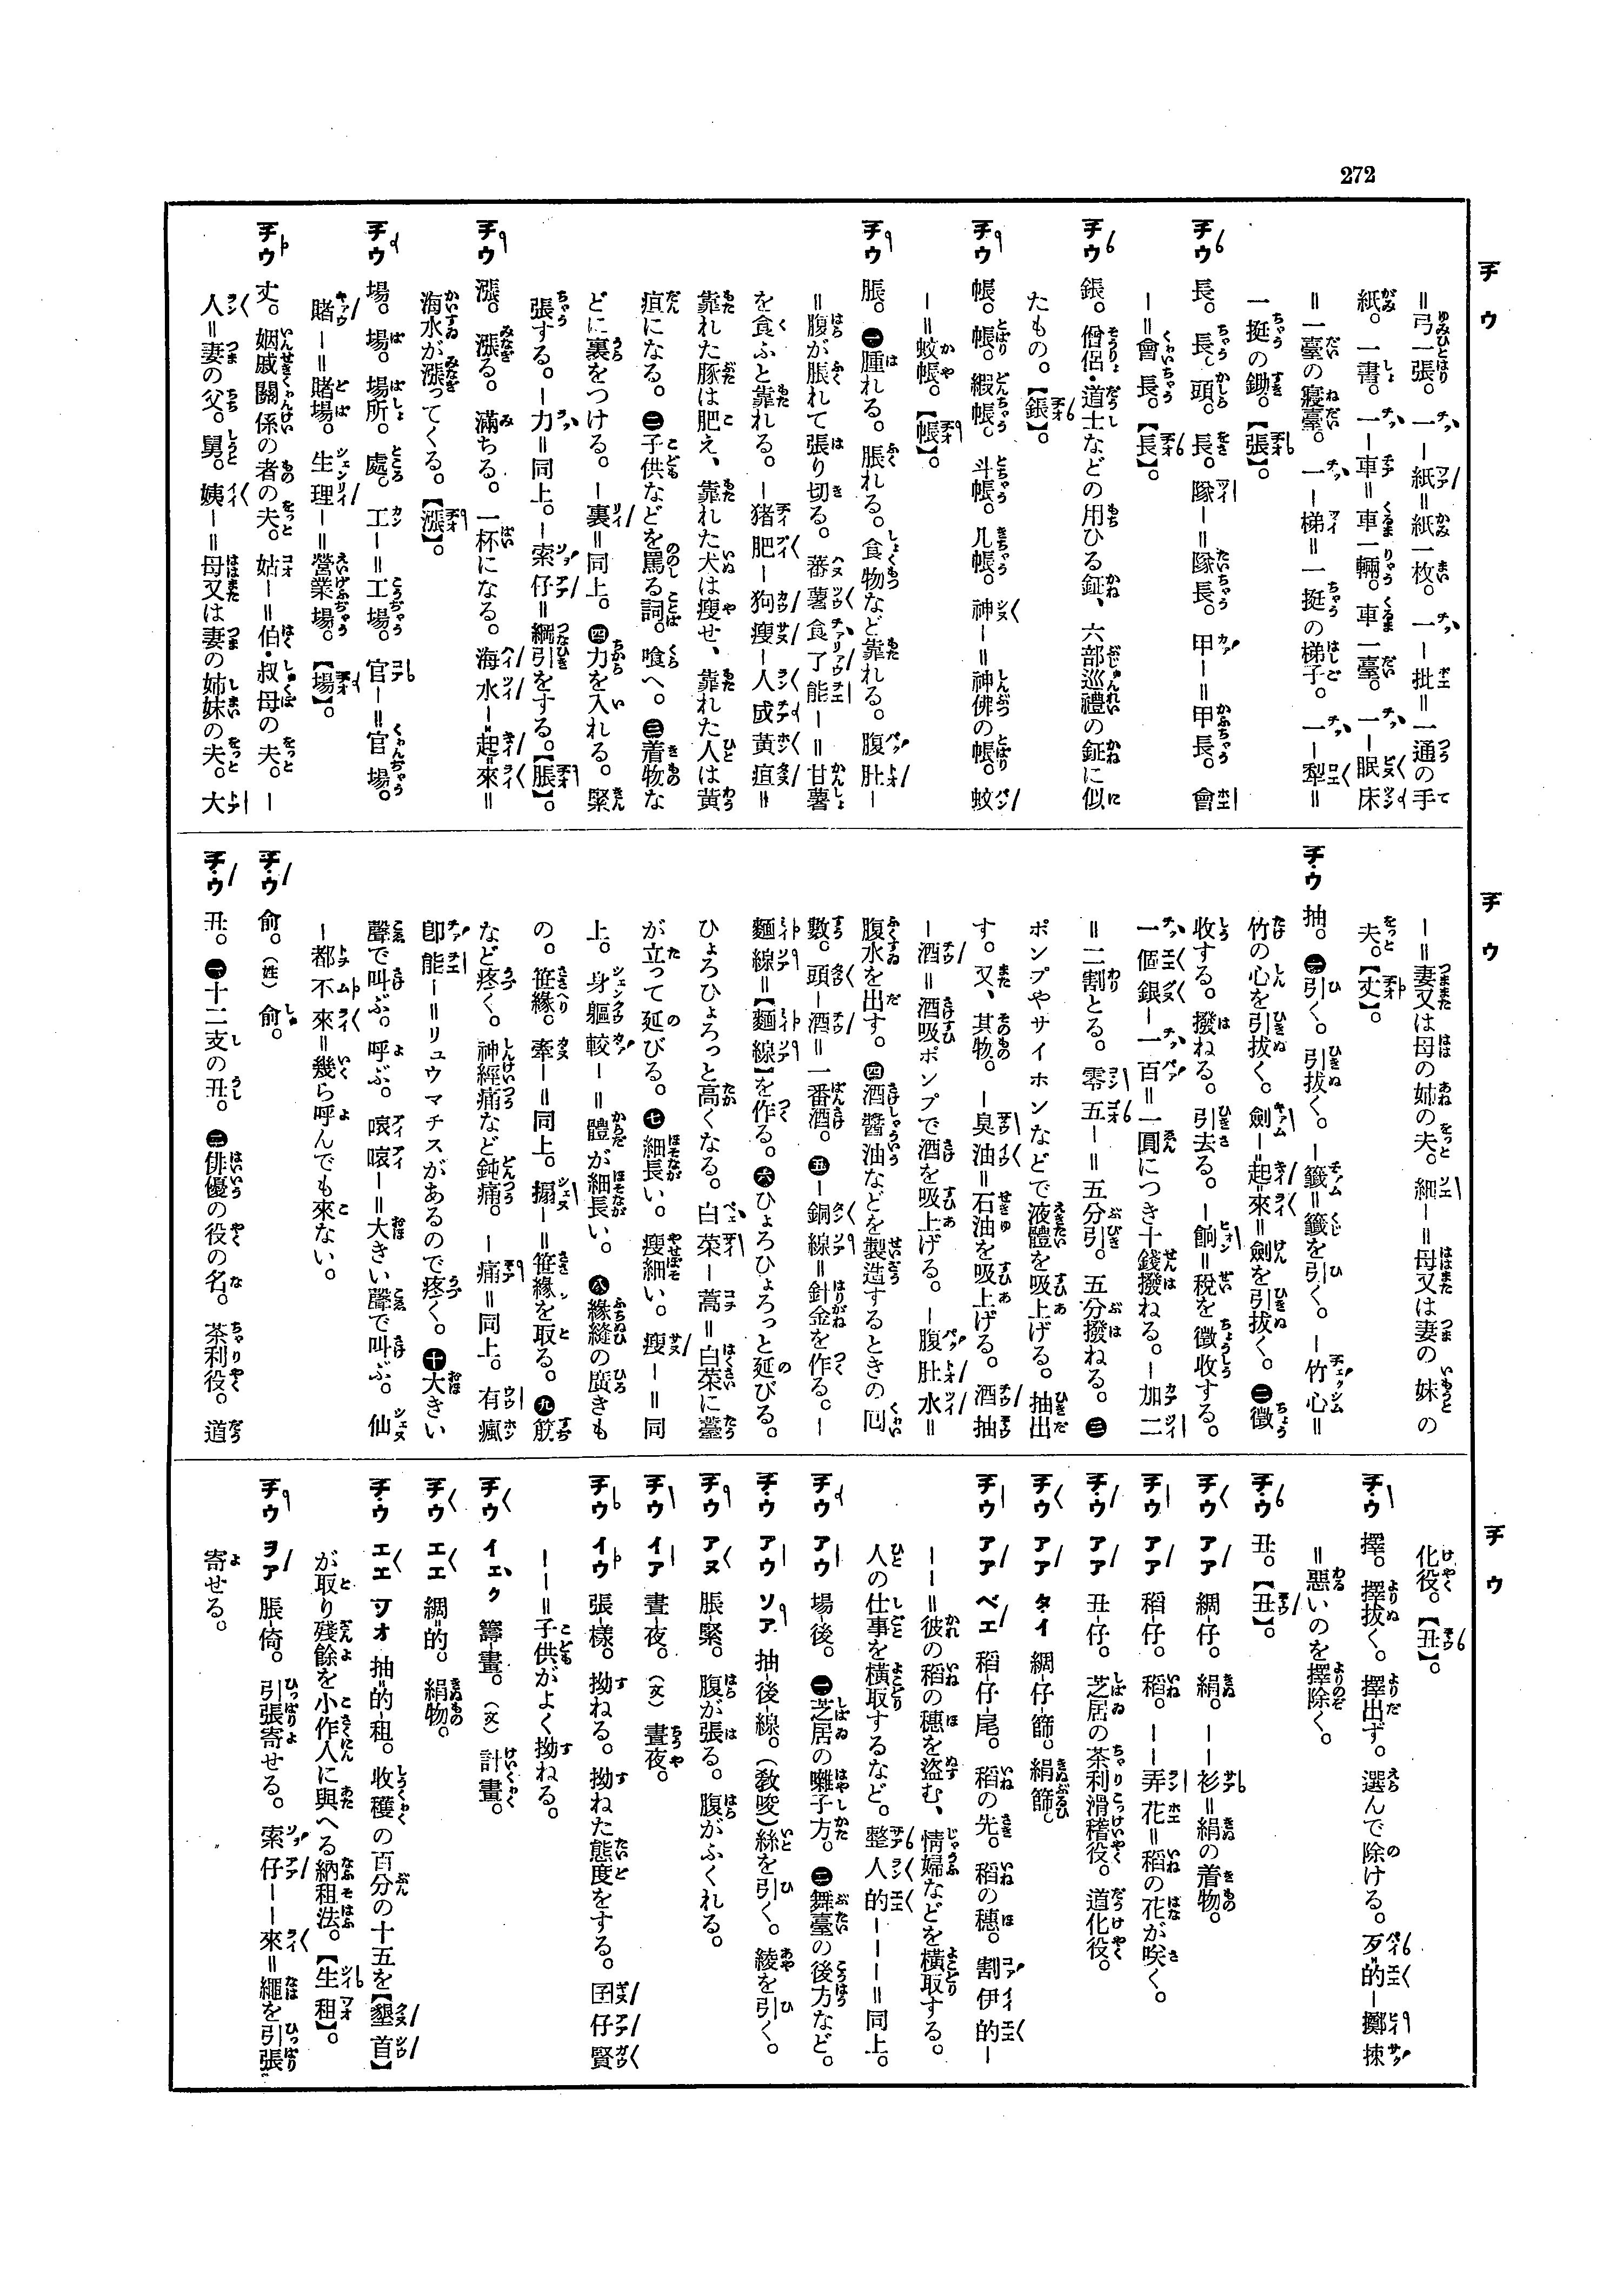 272
チウ
チウ
チウ
＝弓一張。一ー紙＝紙一枚。一ー批＝一通の手
紙。一書。一ー車＝車一輛。車一臺。一ー眠床
＝一臺の寢臺。一ー梯＝一挺の梯子。一ー犁＝
一挺の鋤。【張】。
チウ 長。長。頭。長。隊ー＝隊長。甲ー＝甲長。會
ー＝會長。【長】。
チウ 鋹。僧侶・道士などの用ひる鉦、六部巡禮の鉦に似
たもの。【鋹】。
チウ 帳。帳。緞帳。斗帳。几帳。神ー＝神佛の帳。蚊
ー＝蚊帳。【帳】。
チウ 脹。㊀腫れる。脹れる。食物など靠れる。腹肚ー
＝腹が脹れて張り切る。蕃薯食了能ー＝甘薯
を食ふと靠れる。ー猪肥ー狗瘦ー人成黃疸＝
靠れた豚は肥え、靠れた犬は瘦せ、靠れた人は黃
疸になる。㊁子供などを罵る詞。喰へ。㊂着物な
どに裏をつける。ー裏＝同上。㊃力を入れる。緊
張する。ー力＝同上。ー索仔＝綱引をする。【脹】。
チウ 漲。漲る。滿ちる。一杯になる。海水ー起來＝
海水が漲ってくる。【漲】。
チウ 場。場。場所。處。工ー＝工場。官ー＝官場。
賭ー＝賭場。生理ー＝營業場。【場】。
チウ 丈。姻戚關係の者の夫。姑ー＝伯・叔母の夫。ー
人＝妻の父。舅。姨ー＝母又は妻の姉妹の夫。大
ー＝妻又は母の姉の夫。細ー＝母又は妻の妹の
夫。【丈】。
チウ 抽。㊀引く。引拔く。ー籤＝籤を引く。ー竹心＝
竹の心を引拔く。劍ー起來＝劍を引拔く。㊁徵
收する。撥ねる。引去る。ー餉＝稅を徵收する。
一個銀ー一百＝一圓につき十錢撥ねる。ー加二
＝二割とる。零五ー＝五分引。五分撥ねる。㊂
ポンプやサイホンなどで液體を吸上げる。抽出
す。又、其物。ー臭油＝石油を吸上げる。酒抽
ー酒＝酒吸ポンプで酒を吸上げる。ー腹肚水＝
腹水を出す。㊃酒醬油などを製造するときの囘
數。頭ー酒＝一番酒。㊄ー銅線＝針金を作る。ー
麵線＝【麵線】を作る。㊅ひょろひょろっと延びる。
ひょろひょろっと高くなる。白菜ー蒿＝白菜に薹
が立って延びる。㊆細長い。瘦細い。瘦ー＝同
上。身軀較ー＝體が細長い。㊇緣縫の廣きも
の。笹緣。牽ー＝同上。搧ー＝笹緣を取る。㊈筋
など疼く。神經痛など鈍痛。ー痛＝同上。有瘋
卽能ー＝リュウマチスがあるので疼く。㊉大きい
聲で叫ぶ。呼ぶ。㗒㗒ー＝大きい聲で叫ぶ。仙
ー都不來＝幾ら呼んでも來ない。
チウ 兪。（姓）兪。
チウ 丑。㊀十二支の丑。㊁俳優の役の名。茶利役。道
化役。【丑】。
チウ 擇。擇拔く。擇出ず。選んで除ける。歹的ー擲㨂
＝惡いのを擇除く。
チウ 丑。【丑】。
チウ アア 綢仔。絹。ーー衫＝絹の着物。
チウ アア 稻仔。稻。ーー弄花＝稻の花が咲く。
チウ アア 丑仔。芝居の茶利滑稽役。道化役。
チウ アア タイ 綢仔篩。絹篩。
チウ アア ベエ 稻仔尾。稻の先。稻の穗。割伊的ー
ーー＝彼の稻の穗を盜む、情婦などを橫取する。
人の仕事を橫取するなど。整人的ーーー＝同上。
チウ アウ 場後。㊀芝居の囃子方。㊁舞臺の後方など。
チウ アウ ソア 抽後線。（敎唆）絲を引く。綾を引く。
チウ アヌ 脹緊。腹が張る。腹がふくれる。
チウ イア 晝夜。（文）晝夜。
チウ イウ 張樣。拗ねる。拗ねた態度をする。囝仔賢
ーー＝子供がよく拗ねる。
チウ イェク 籌畫。（文）計畫。
チウ エエ 綢的。絹物。
チウ エエ ツオ 抽的租。收穫の百分の十五を【墾首】
が取り殘餘を小作人に與へる納租法。【生租】。
チウ ヲァ 脹倚。引張寄せる。索仔ーー來＝繩を引張
寄せる。